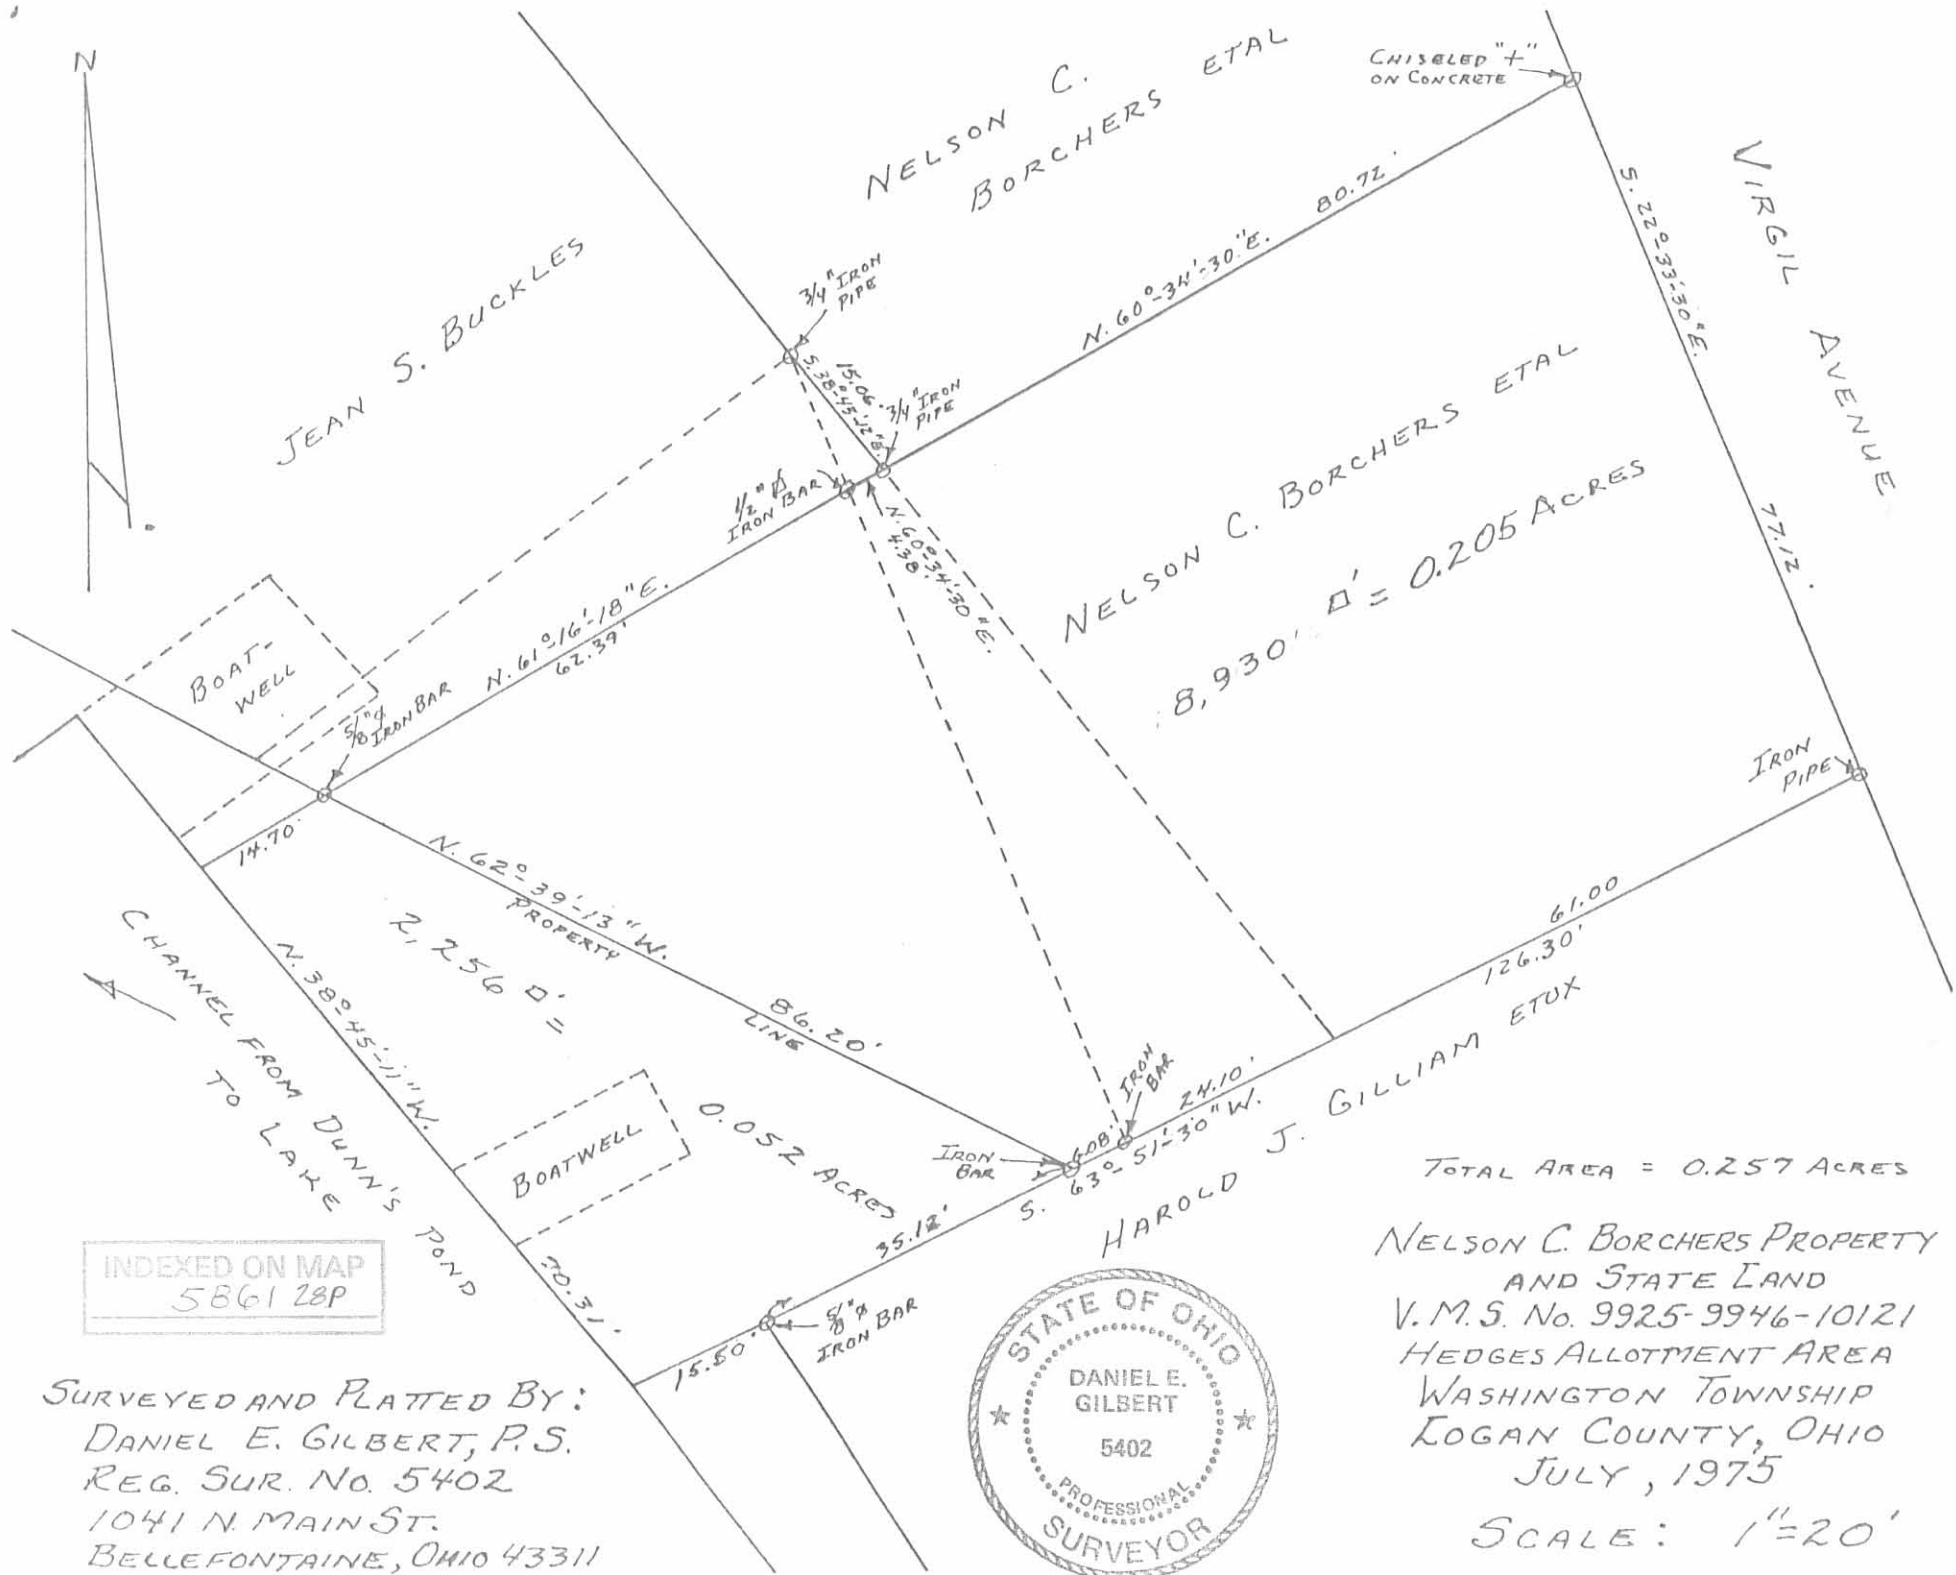 N
NELSON C.
BORCHERS ETAL
CHISELED "+"
ON CONCRETE
VIRGIL AVENUE
S. 22°-33'-30"E.
77.12'
80.72'
N. 60°-34'-30"E.
JEAN S. BUCKLES
3/4" IRON
PIPE
15.06'
S. 38°-45'-12"E.
3/4" IRON
PIPE
1/2" ⌀
IRON BAR
N. 60°-34'-30"E.
4.38'
NELSON C. BORCHERS ETAL
8,930' □' = 0.205 ACRES
N. 61°-16'-18"E.
62.39'
BOAT-
WELL
5/8" ⌀
IRON BAR
14.70'
N. 62°-39'-13"W.
86.20'
PROPERTY LINE
2,256 □' =
0.052 ACRES
CHANNEL FROM DUNN'S POND
TO LAKE
N. 38°-45'-11"W.
70.31'
BOATWELL
IRON
PIPE
61.00
126.30'
IRON
BAR
24.10'
6.08'
S. 63°-51'-30"W.
IRON
BAR
35.12'
15.50'
5/8" ⌀
IRON BAR
HAROLD J. GILLIAM ETUX
INDEXED ON MAP
5861 28P
TOTAL AREA = 0.257 ACRES
NELSON C. BORCHERS PROPERTY
AND STATE LAND
V.M.S. No. 9925-9946-10121
HEDGES ALLOTMENT AREA
WASHINGTON TOWNSHIP
LOGAN COUNTY, OHIO
JULY, 1975
SCALE: 1"=20'
SURVEYED AND PLATTED BY:
DANIEL E. GILBERT, P.S.
REG. SUR. NO. 5402
1041 N. MAIN ST.
BELLEFONTAINE, OHIO 43311
STATE OF OHIO
DANIEL E.
GILBERT
5402
PROFESSIONAL
SURVEYOR